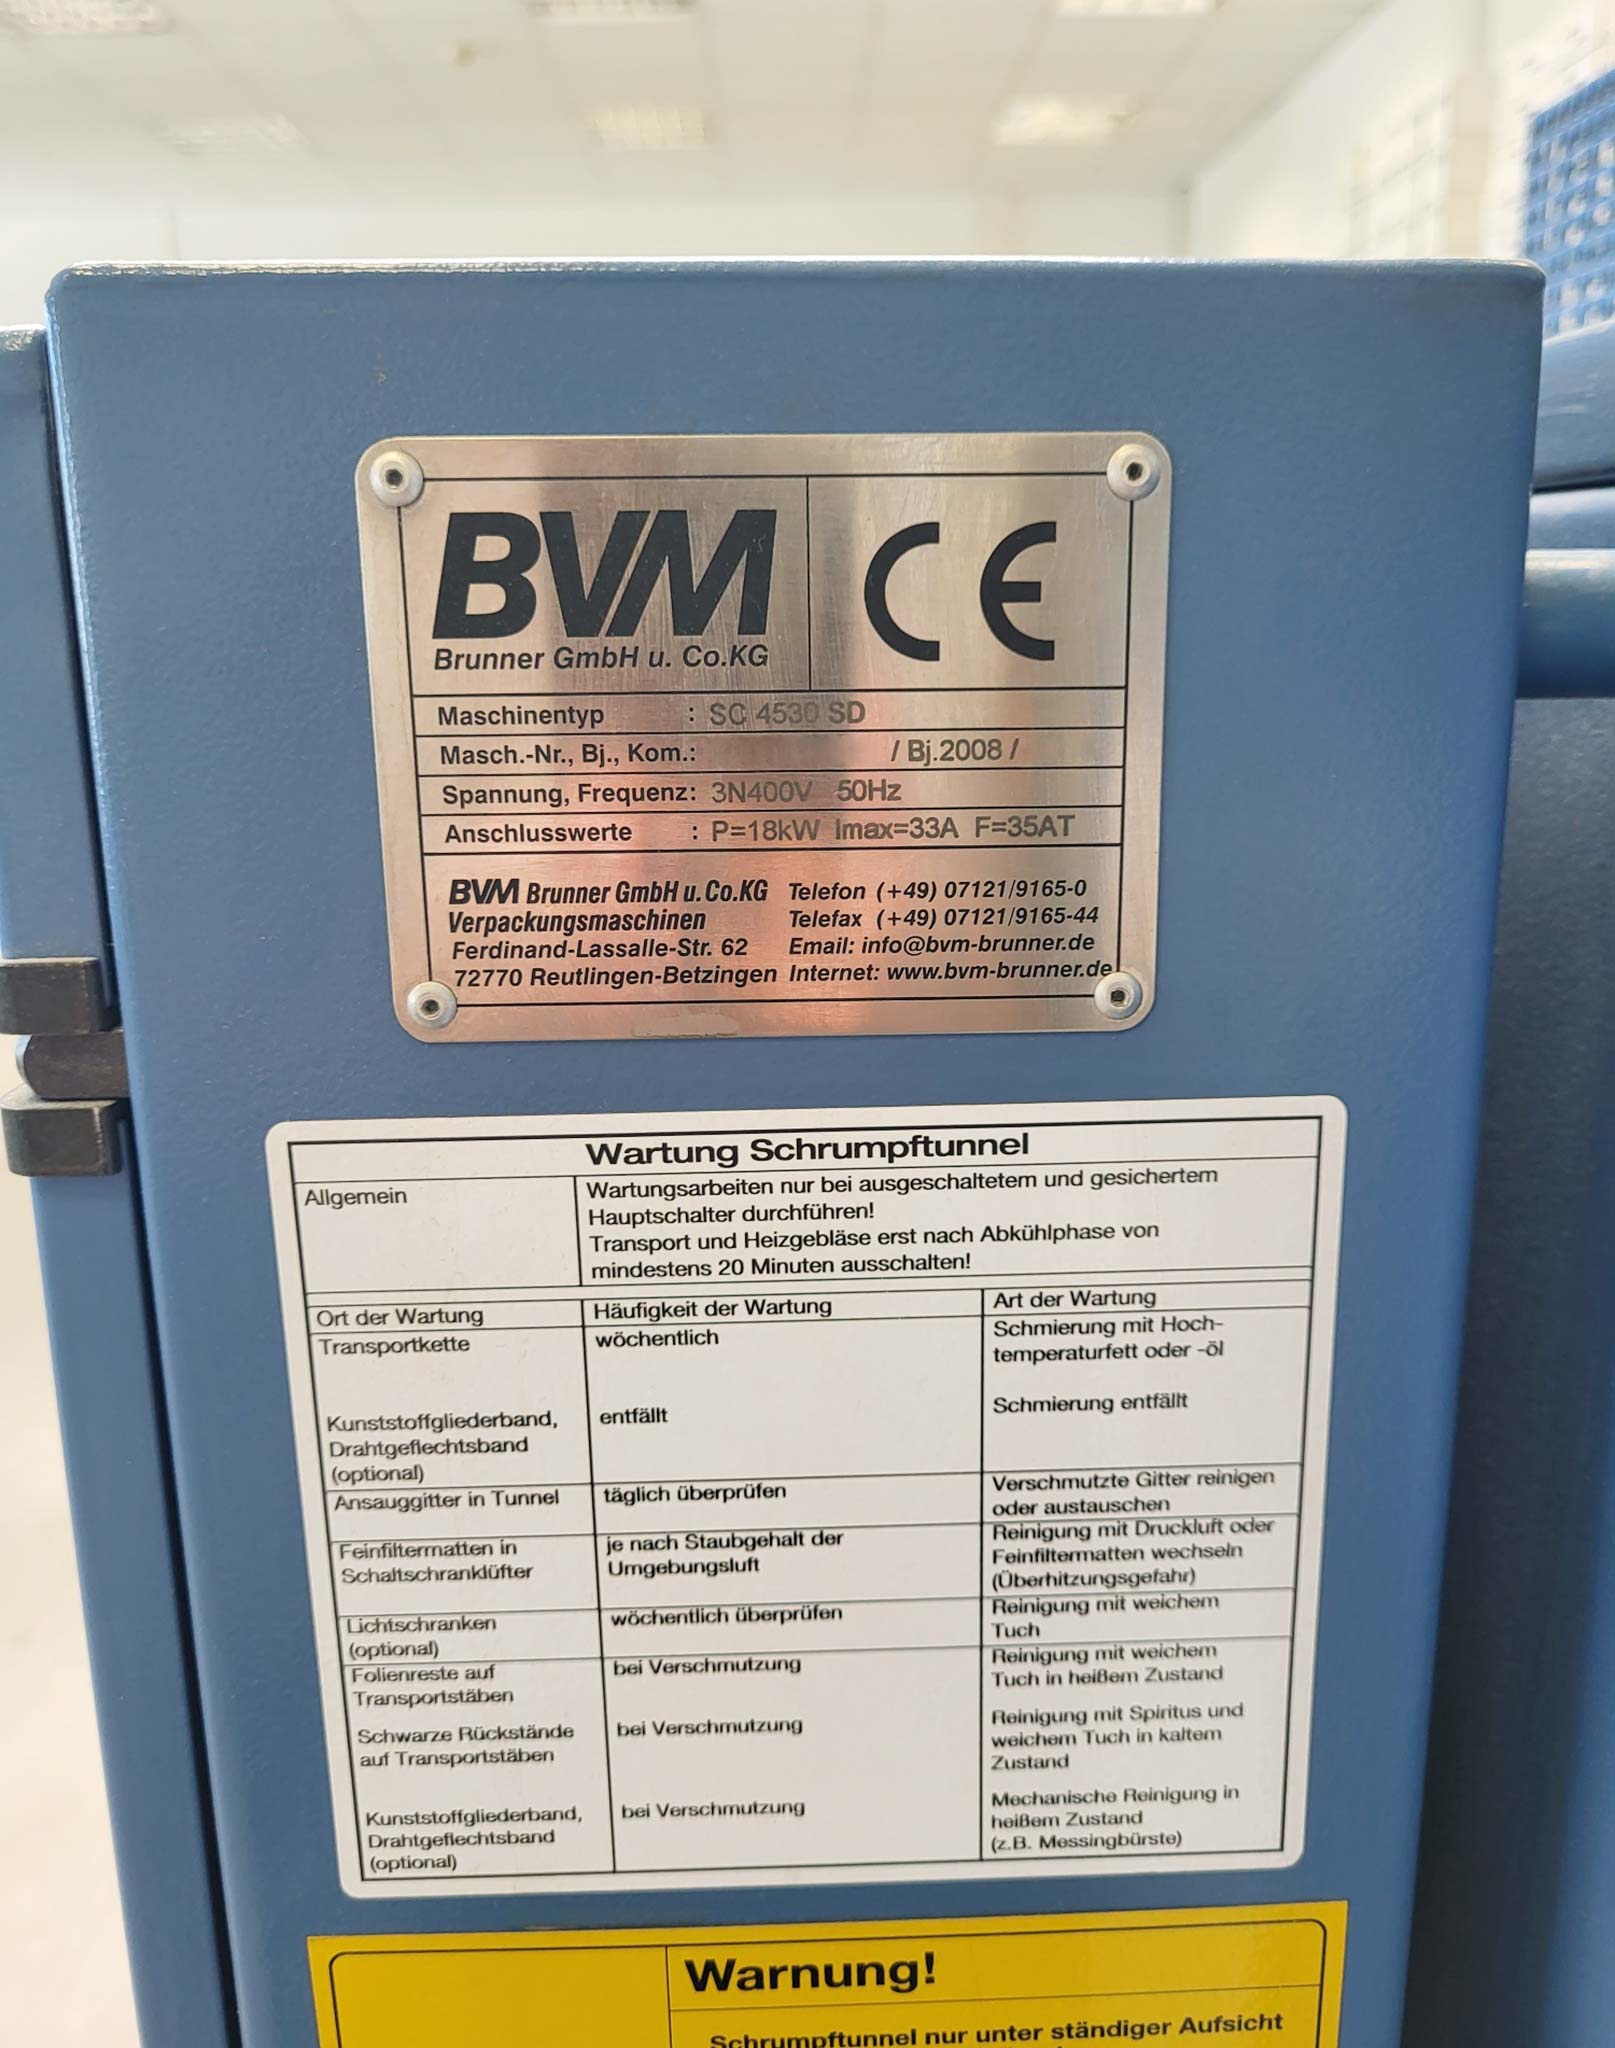 BVM
CE
Brunner GmbH u. Co.KG
Maschinentyp : SC 4530 SD
Masch.-Nr., Bj., Kom.: / Bj.2008 /
Spannung, Frequenz: 3N400V 50Hz
Anschlusswerte : P=18kW Imax=33A F=35AT
BVM Brunner GmbH u. Co.KG Telefon (+49) 07121/9165-0
Verpackungsmaschinen Telefax (+49) 07121/9165-44
Ferdinand-Lassalle-Str. 62 Email: info@bvm-brunner.de
72770 Reutlingen-Betzingen Internet: www.bvm-brunner.de
Wartung Schrumpftunnel
Allgemein
Wartungsarbeiten nur bei ausgeschaltetem und gesichertem
Hauptschalter durchführen!
Transport und Heizgebläse erst nach Abkühlphase von
mindestens 20 Minuten ausschalten!
Ort der Wartung
Häufigkeit der Wartung
Art der Wartung
Transportkette
wöchentlich
Schmierung mit Hoch-
temperaturfett oder -öl
Kunststoffgliederband,
Drahtgeflechtsband
(optional)
entfällt
Schmierung entfällt
Ansauggitter in Tunnel
täglich überprüfen
Verschmutzte Gitter reinigen
oder austauschen
Feinfiltermatten in
Schaltschranklüfter
je nach Staubgehalt der
Umgebungsluft
Reinigung mit Druckluft oder
Feinfiltermatten wechseln
(Überhitzungsgefahr)
Lichtschranken
(optional)
wöchentlich überprüfen
Reinigung mit weichem
Tuch
Folienreste auf
Transportstäben
bei Verschmutzung
Reinigung mit weichem
Tuch in heißem Zustand
Schwarze Rückstände
auf Transportstäben
bei Verschmutzung
Reinigung mit Spiritus und
weichem Tuch in kaltem
Zustand
Kunststoffgliederband,
Drahtgeflechtsband
(optional)
bei Verschmutzung
Mechanische Reinigung in
heißem Zustand
(z.B. Messingbürste)
Warnung!
Schrumpftunnel nur unter ständiger Aufsicht